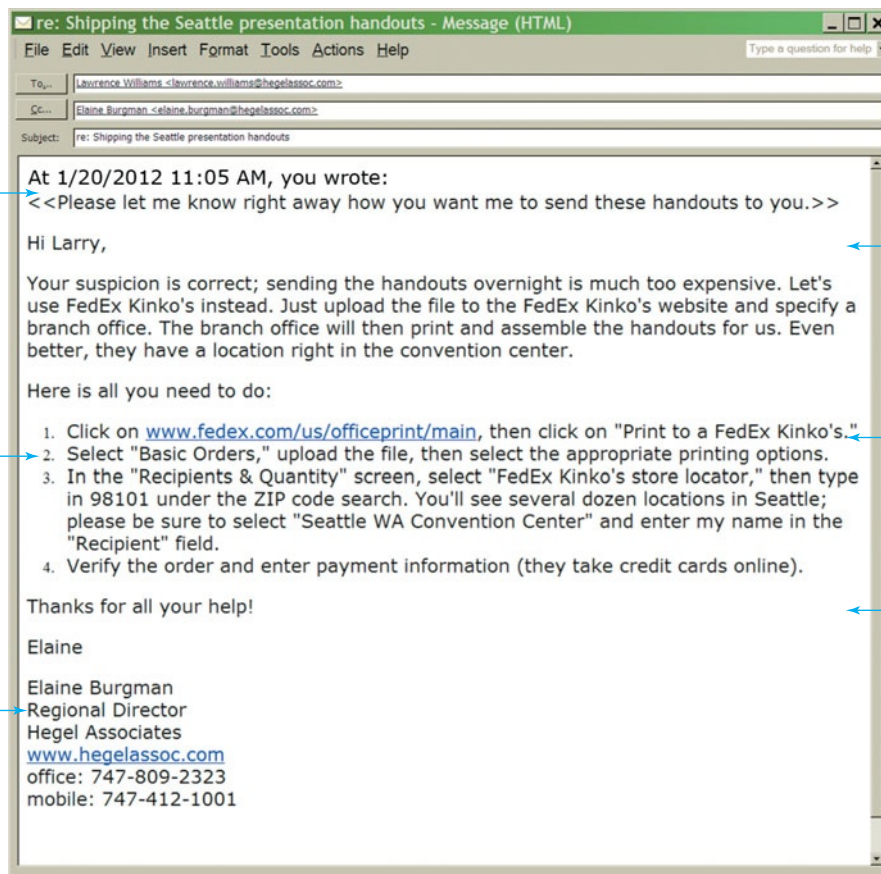 re: Shipping the Seattle presentation handouts - Message (HTML)
File Edit View Insert Format Tools Actions Help
Type a question for help
To... Lawrence Williams <lawrence.williams@hegelassoc.com>
Cc... Elaine Burgman <elaine.burgman@hegelassoc.com>
Subject: re: Shipping the Seattle presentation handouts
At 1/20/2012 11:05 AM, you wrote:
<<Please let me know right away how you want me to send these handouts to you.>>
Hi Larry,
Your suspicion is correct; sending the handouts overnight is much too expensive. Let's
use FedEx Kinko's instead. Just upload the file to the FedEx Kinko's website and specify a
branch office. The branch office will then print and assemble the handouts for us. Even
better, they have a location right in the convention center.
Here is all you need to do:
1. Click on www.fedex.com/us/officeprint/main, then click on "Print to a FedEx Kinko's."
2. Select "Basic Orders," upload the file, then select the appropriate printing options.
3. In the "Recipients & Quantity" screen, select "FedEx Kinko's store locator," then type
in 98101 under the ZIP code search. You'll see several dozen locations in Seattle;
please be sure to select "Seattle WA Convention Center" and enter my name in the
"Recipient" field.
4. Verify the order and enter payment information (they take credit cards online).
Thanks for all your help!
Elaine
Elaine Burgman
Regional Director
Hegel Associates
www.hegelassoc.com
office: 747-809-2323
mobile: 747-412-1001